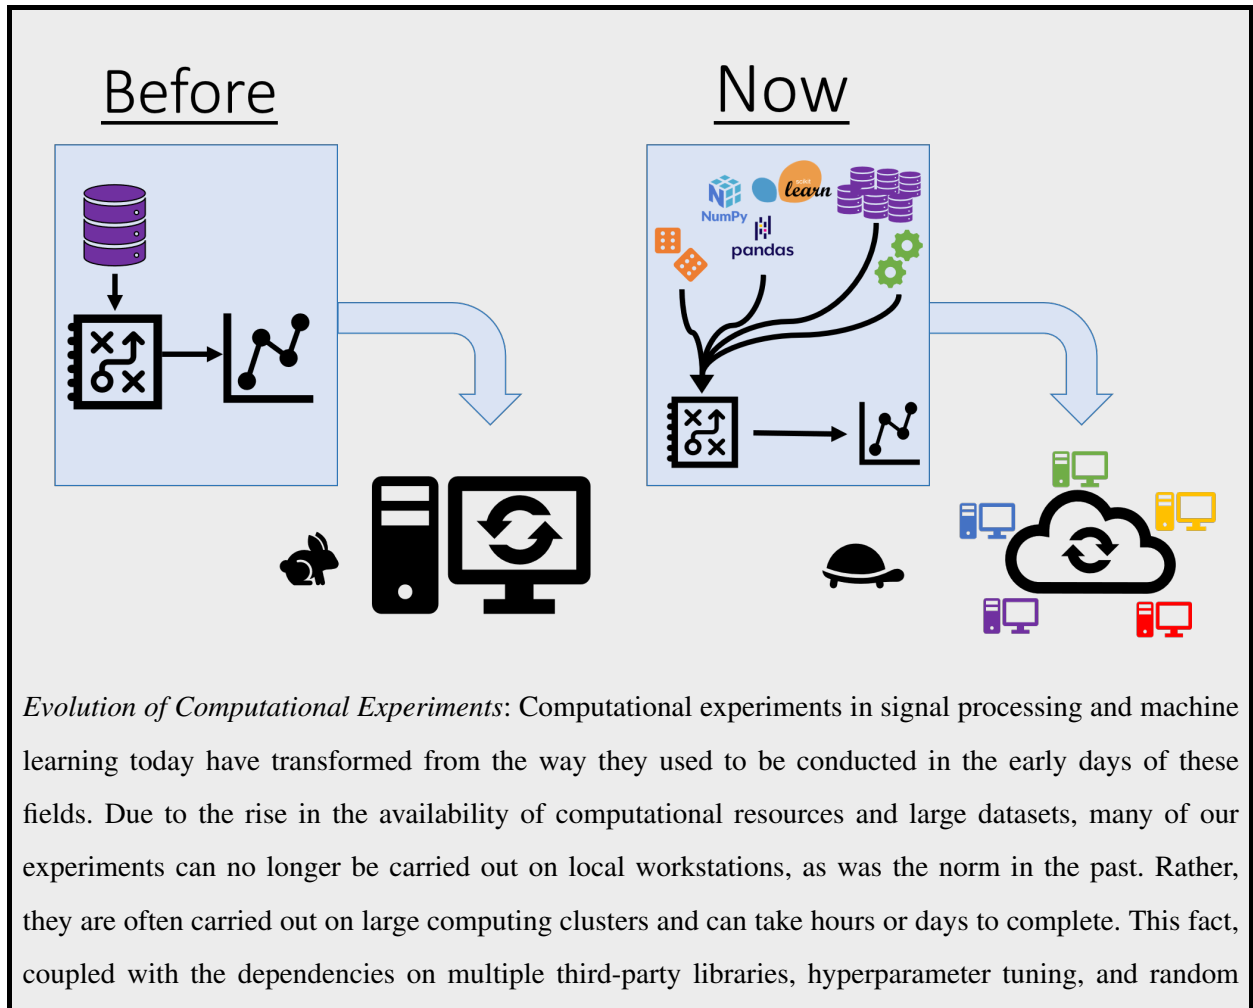 Before
Now
scikit
learn
NumPy
pandas
Evolution of Computational Experiments: Computational experiments in signal processing and machine
learning today have transformed from the way they used to be conducted in the early days of these
fields. Due to the rise in the availability of computational resources and large datasets, many of our
experiments can no longer be carried out on local workstations, as was the norm in the past. Rather,
they are often carried out on large computing clusters and can take hours or days to complete. This fact,
coupled with the dependencies on multiple third-party libraries, hyperparameter tuning, and random